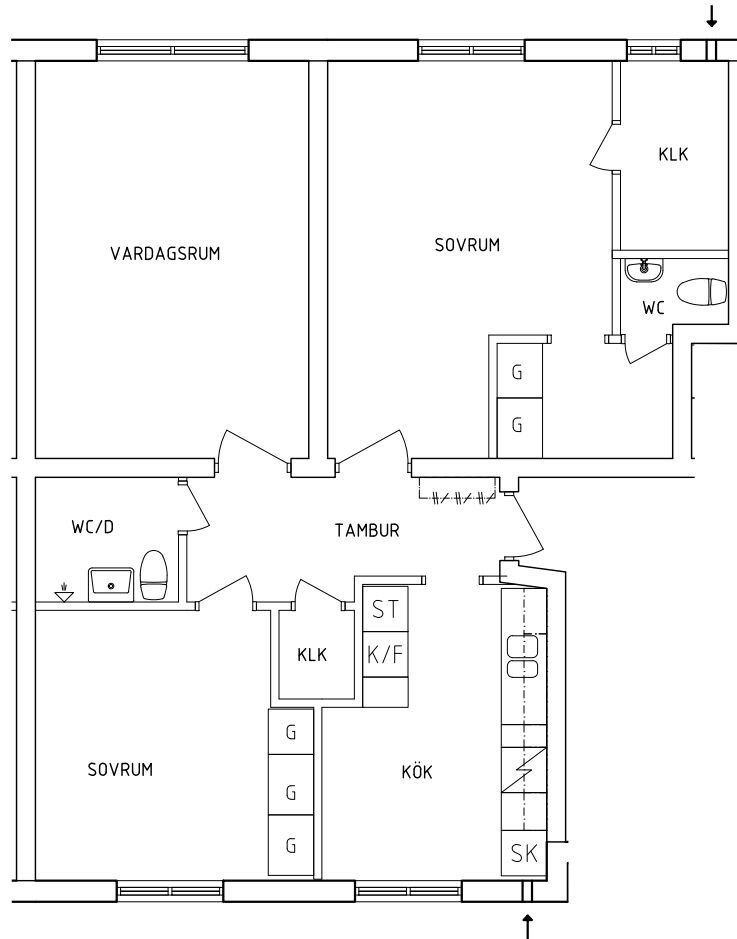 KLK
SOVRUM
VARDAGSRUM
WC
G
G
WC/D
TAMBUR
ST
KLK
K/F
G
SOVRUM
KÖK
G
G
SK